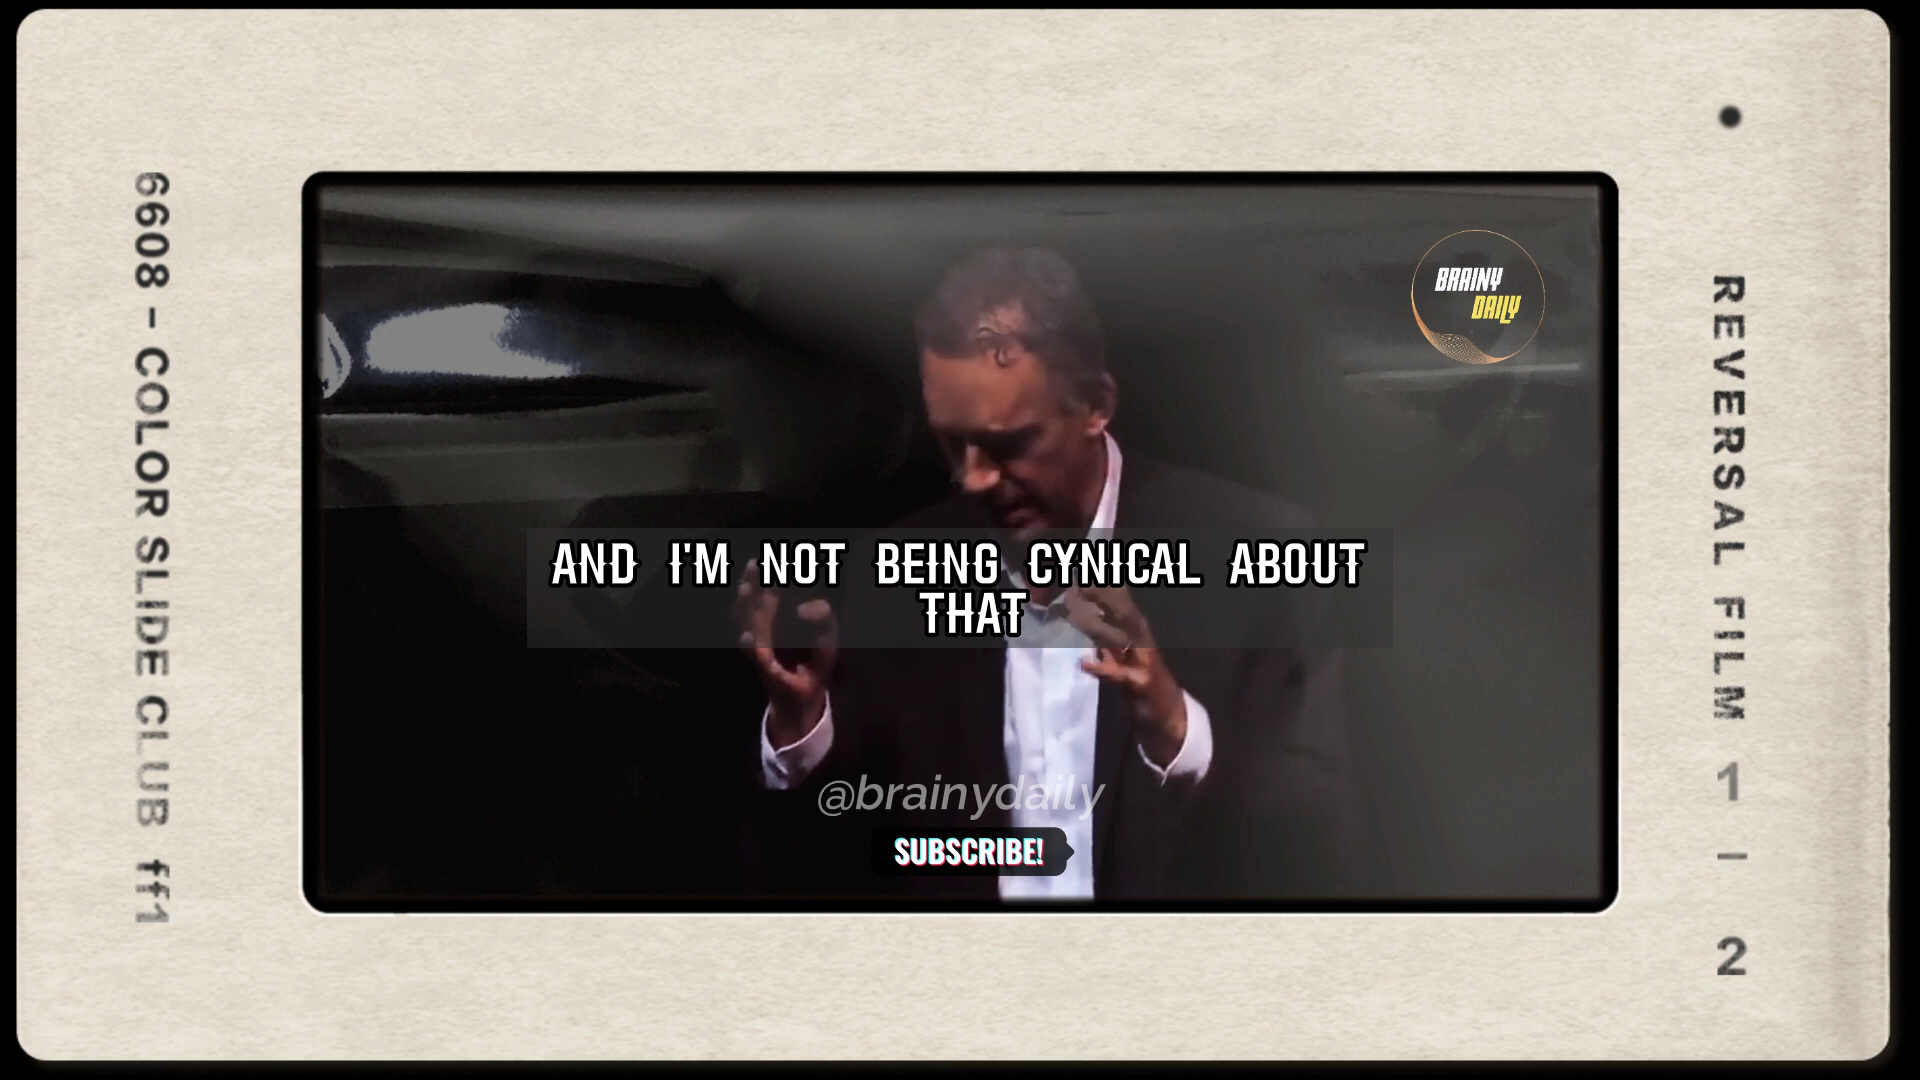 6608 - COLOR SLIDE CLUB ff1
BRAINY
DAILY
AND I'M NOT BEING CYNICAL ABOUT
THAT
@brainydaily
SUBSCRIBE!
REVERSAL FILM 1 - 2